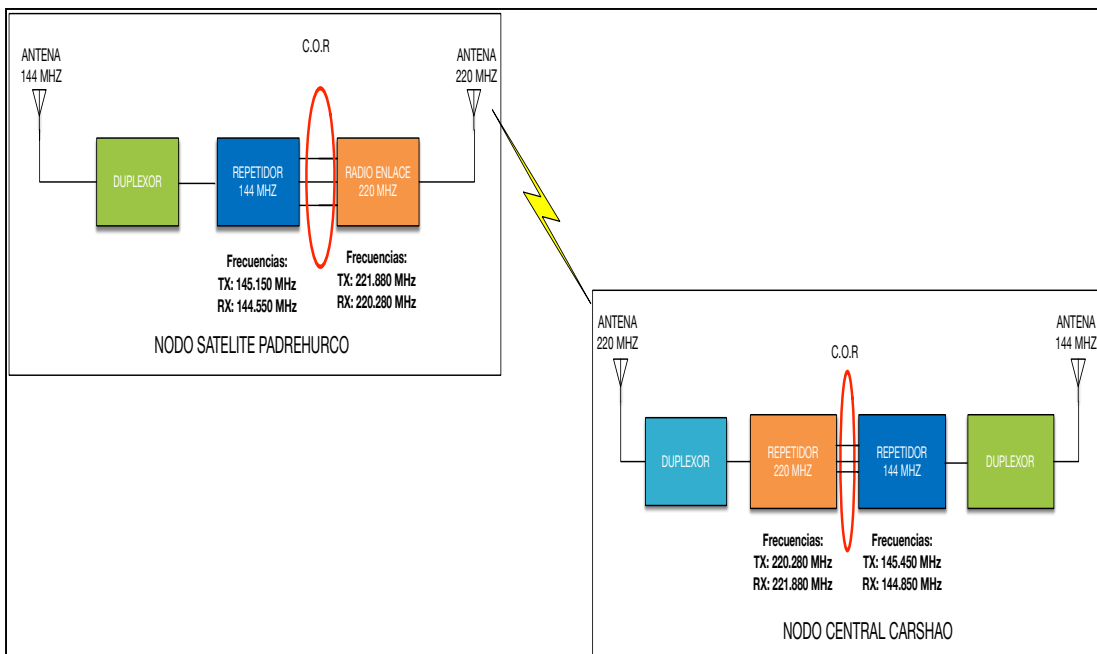 C.O.R
ANTENA
144 MHZ
ANTENA
220 MHZ
DUPLEXOR
REPETIDOR
144 MHZ
RADIO ENLACE
220 MHZ
Frecuencias:
TX: 145.150 MHz
RX: 144.550 MHz
Frecuencias:
TX: 221.880 MHz
RX: 220.280 MHz
NODO SATELITE PADREHURCO
ANTENA
220 MHZ
C.O.R
ANTENA
144 MHZ
DUPLEXOR
REPETIDOR
220 MHZ
REPETIDOR
144 MHZ
DUPLEXOR
Frecuencias:
TX: 220.280 MHz
RX: 221.880 MHz
Frecuencias:
TX: 145.450 MHz
RX: 144.850 MHz
NODO CENTRAL CARSHAO